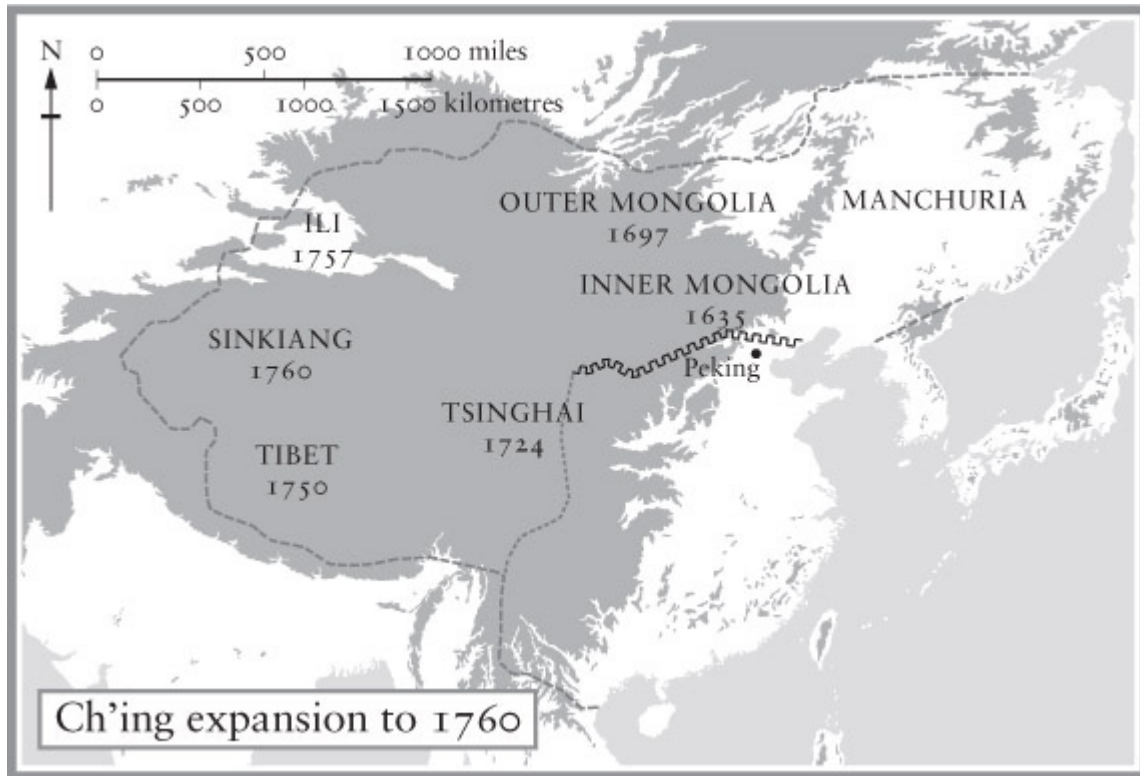 N
0 500 1000 miles
0 500 1000 1500 kilometres
OUTER MONGOLIA
1697
MANCHURIA
ILI
1757
INNER MONGOLIA
1635
SINKIANG
1760
Peking
TSINGHAI
1724
TIBET
1750
Ch'ing expansion to 1760